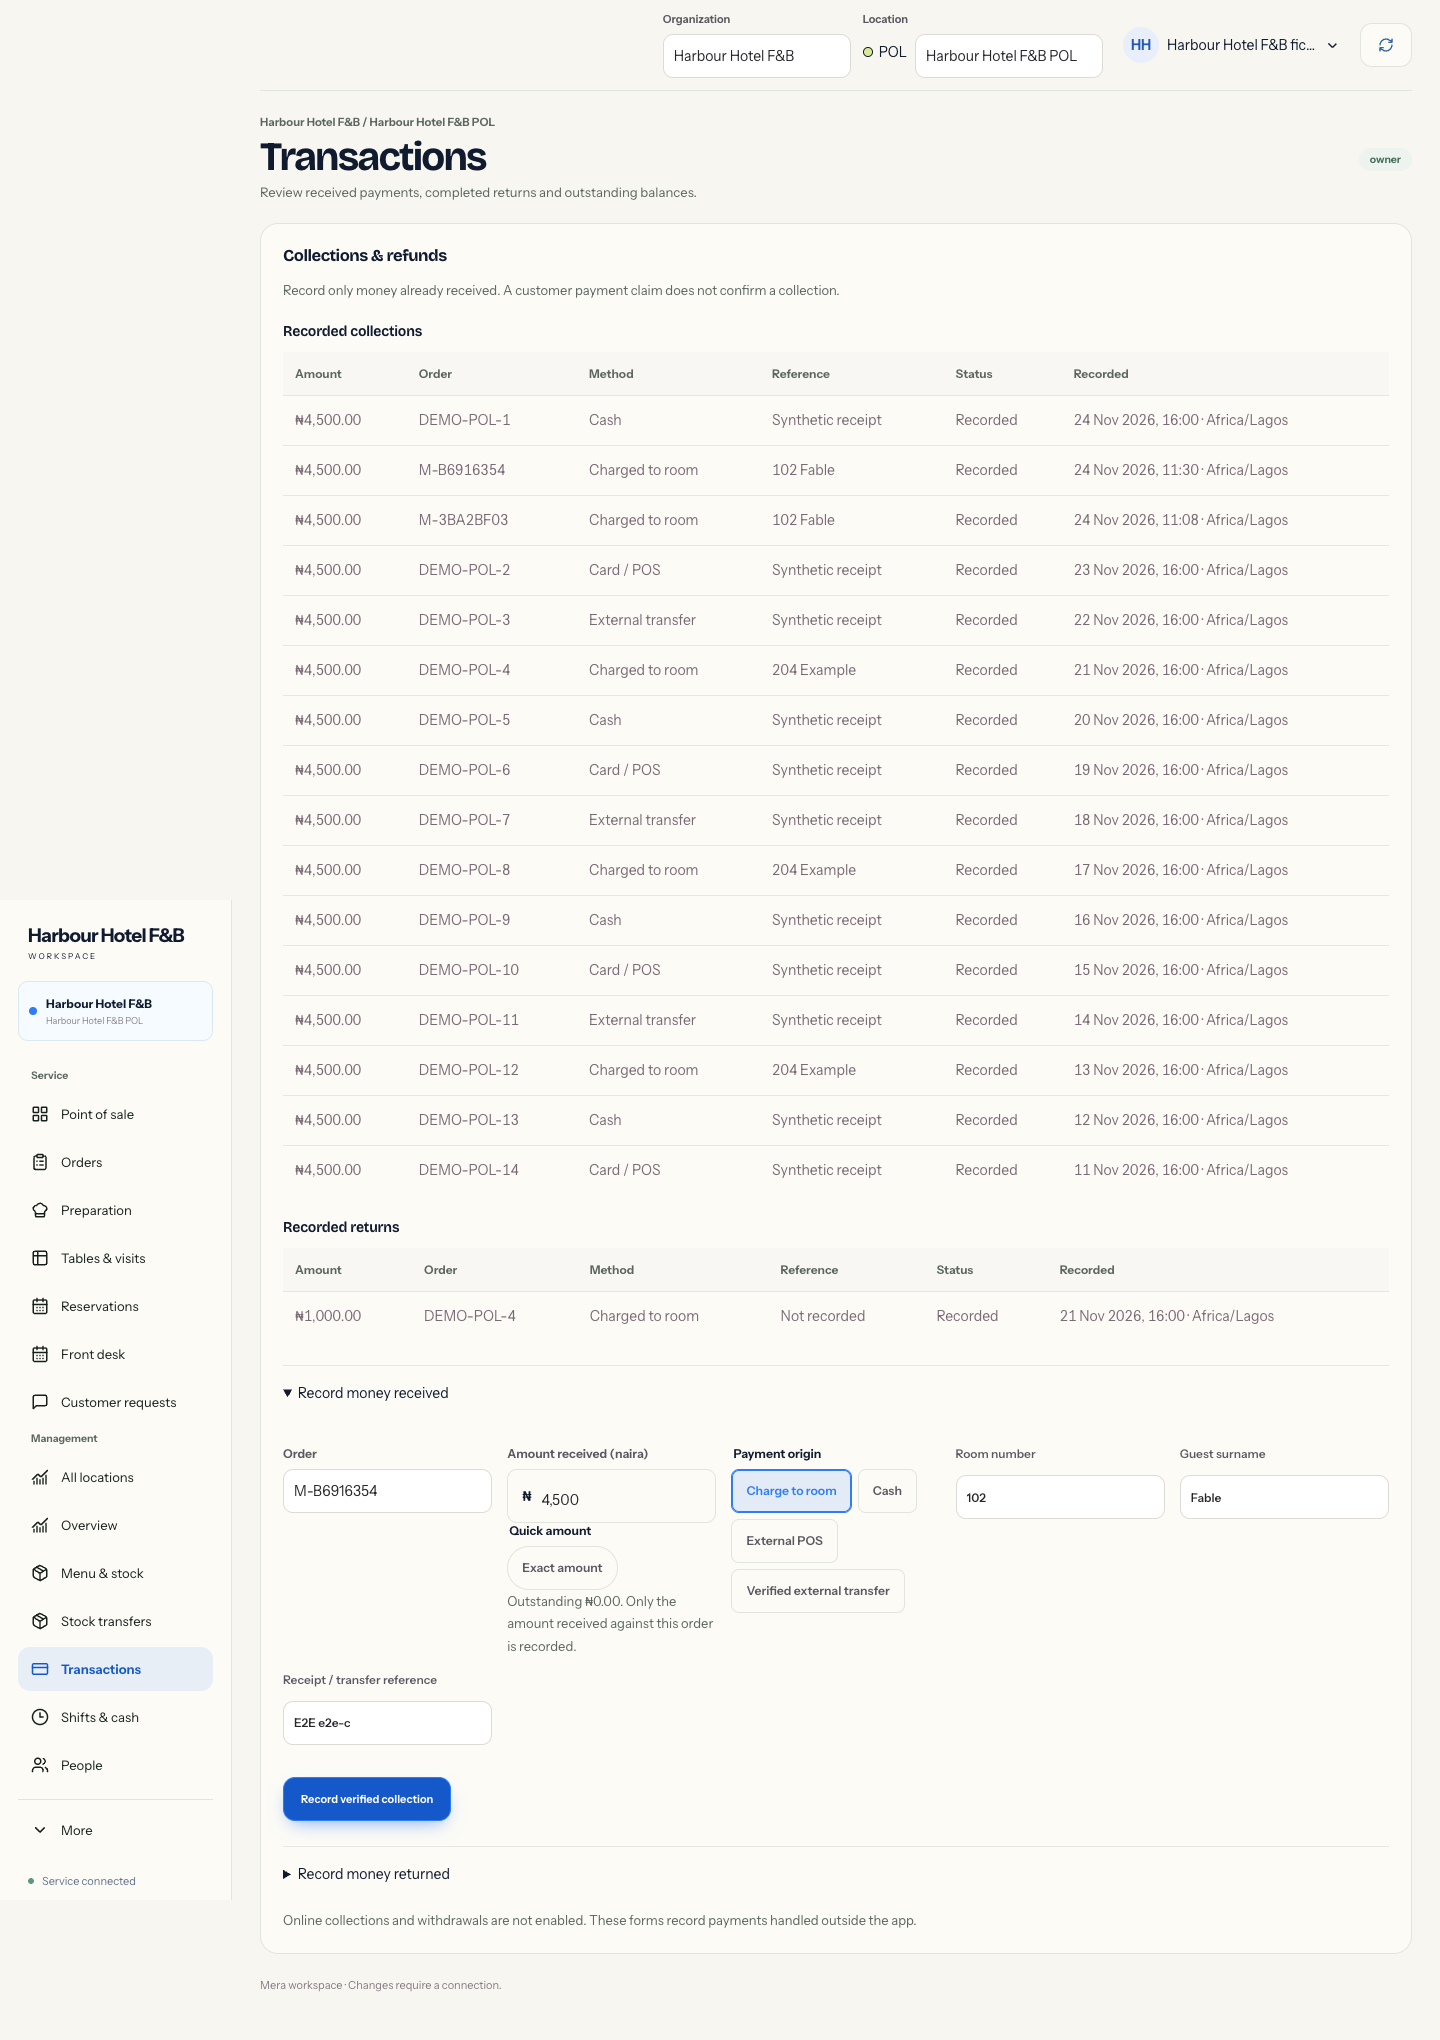 Organization
Location
Harbour Hotel F&B
POL
Harbour Hotel F&B POL
HH
Harbour Hotel F&B fic...
Harbour Hotel F&B / Harbour Hotel F&B POL
Transactions
owner
Review received payments, completed returns and outstanding balances.
Collections & refunds
Record only money already received. A customer payment claim does not confirm a collection.
Recorded collections
Amount Order Method Reference Status Recorded
₦4,500.00 DEMO-POL-1 Cash Synthetic receipt Recorded 24 Nov 2026, 16:00 · Africa/Lagos
₦4,500.00 M-B6916354 Charged to room 102 Fable Recorded 24 Nov 2026, 11:30 · Africa/Lagos
₦4,500.00 M-3BA2BF03 Charged to room 102 Fable Recorded 24 Nov 2026, 11:08 · Africa/Lagos
₦4,500.00 DEMO-POL-2 Card / POS Synthetic receipt Recorded 23 Nov 2026, 16:00 · Africa/Lagos
₦4,500.00 DEMO-POL-3 External transfer Synthetic receipt Recorded 22 Nov 2026, 16:00 · Africa/Lagos
₦4,500.00 DEMO-POL-4 Charged to room 204 Example Recorded 21 Nov 2026, 16:00 · Africa/Lagos
₦4,500.00 DEMO-POL-5 Cash Synthetic receipt Recorded 20 Nov 2026, 16:00 · Africa/Lagos
₦4,500.00 DEMO-POL-6 Card / POS Synthetic receipt Recorded 19 Nov 2026, 16:00 · Africa/Lagos
₦4,500.00 DEMO-POL-7 External transfer Synthetic receipt Recorded 18 Nov 2026, 16:00 · Africa/Lagos
₦4,500.00 DEMO-POL-8 Charged to room 204 Example Recorded 17 Nov 2026, 16:00 · Africa/Lagos
₦4,500.00 DEMO-POL-9 Cash Synthetic receipt Recorded 16 Nov 2026, 16:00 · Africa/Lagos
₦4,500.00 DEMO-POL-10 Card / POS Synthetic receipt Recorded 15 Nov 2026, 16:00 · Africa/Lagos
₦4,500.00 DEMO-POL-11 External transfer Synthetic receipt Recorded 14 Nov 2026, 16:00 · Africa/Lagos
₦4,500.00 DEMO-POL-12 Charged to room 204 Example Recorded 13 Nov 2026, 16:00 · Africa/Lagos
₦4,500.00 DEMO-POL-13 Cash Synthetic receipt Recorded 12 Nov 2026, 16:00 · Africa/Lagos
₦4,500.00 DEMO-POL-14 Card / POS Synthetic receipt Recorded 11 Nov 2026, 16:00 · Africa/Lagos
Recorded returns
Amount Order Method Reference Status Recorded
₦1,000.00 DEMO-POL-4 Charged to room Not recorded Recorded 21 Nov 2026, 16:00 · Africa/Lagos
Record money received
Order
M-B6916354
Amount received (naira)
₦ 4,500
Quick amount
Exact amount
Outstanding ₦0.00. Only the
amount received against this order
is recorded.
Payment origin
Charge to room
Cash
External POS
Verified external transfer
Room number
102
Guest surname
Fable
Receipt / transfer reference
E2E e2e-c
Record verified collection
Record money returned
Online collections and withdrawals are not enabled. These forms record payments handled outside the app.
Mera workspace · Changes require a connection.
Harbour Hotel F&B
WORKSPACE
Harbour Hotel F&B
Harbour Hotel F&B POL
Service
Point of sale
Orders
Preparation
Tables & visits
Reservations
Front desk
Customer requests
Management
All locations
Overview
Menu & stock
Stock transfers
Transactions
Shifts & cash
People
More
Service connected